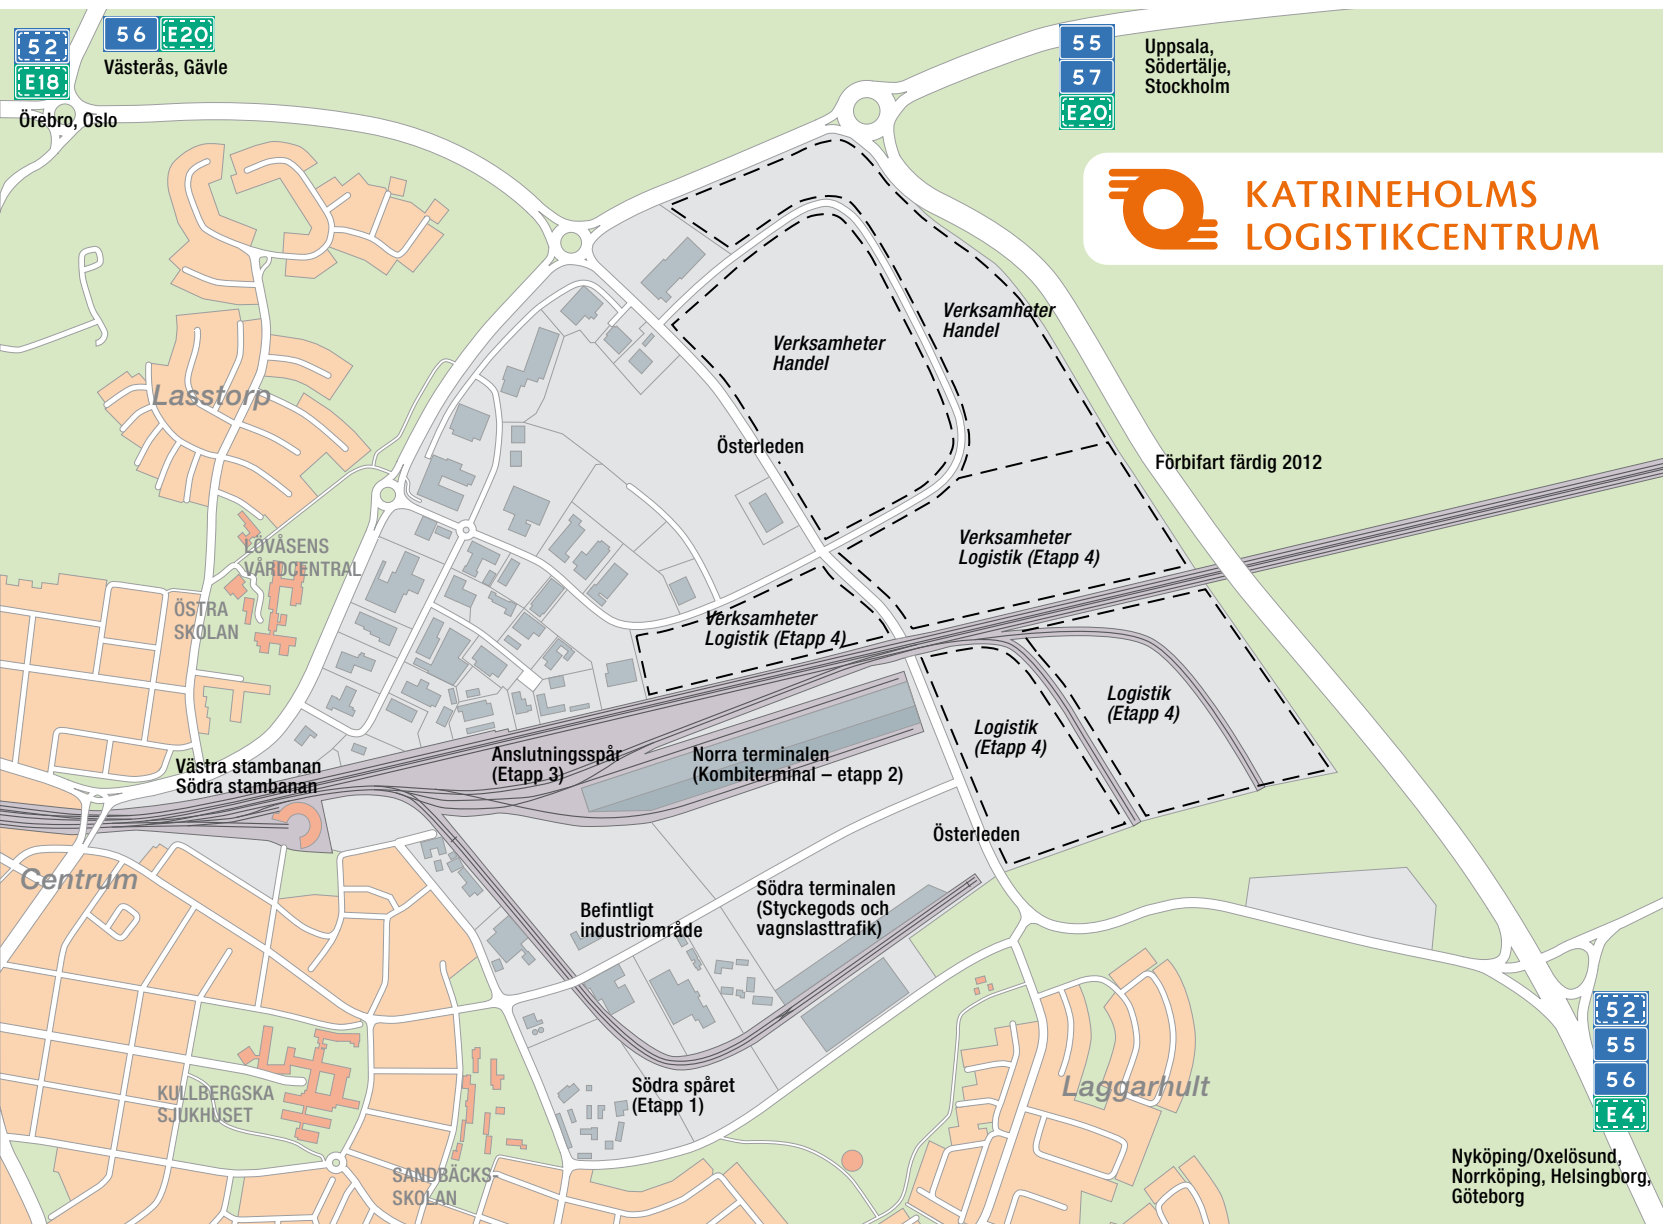 52
E18
Örebro, Oslo
56 E20
Västerås, Gävle
55
57
E20
Uppsala,
Södertälje,
Stockholm
KATRINEHOLMS
LOGISTIKCENTRUM
Verksamheter
Handel
Verksamheter
Handel
Lasstorp
Österleden
Förbifart färdig 2012
LÖVÅSENS
VÅRDCENTRAL
Verksamheter
Logistik (Etapp 4)
ÖSTRA
SKOLAN
Verksamheter
Logistik (Etapp 4)
Logistik
(Etapp 4)
Logistik
(Etapp 4)
Västra stambanan
Södra stambanan
Anslutningsspår
(Etapp 3)
Norra terminalen
(Kombiterminal – etapp 2)
Österleden
Centrum
Södra terminalen
(Styckegods och
vagnslasttrafik)
Befintligt
industriområde
52
55
56
E4
Södra spåret
(Etapp 1)
Laggarhult
KULLBERGSKA
SJUKHUSET
SANDBÄCKS-
SKOLAN
Nyköping/Oxelösund,
Norrköping, Helsingborg,
Göteborg